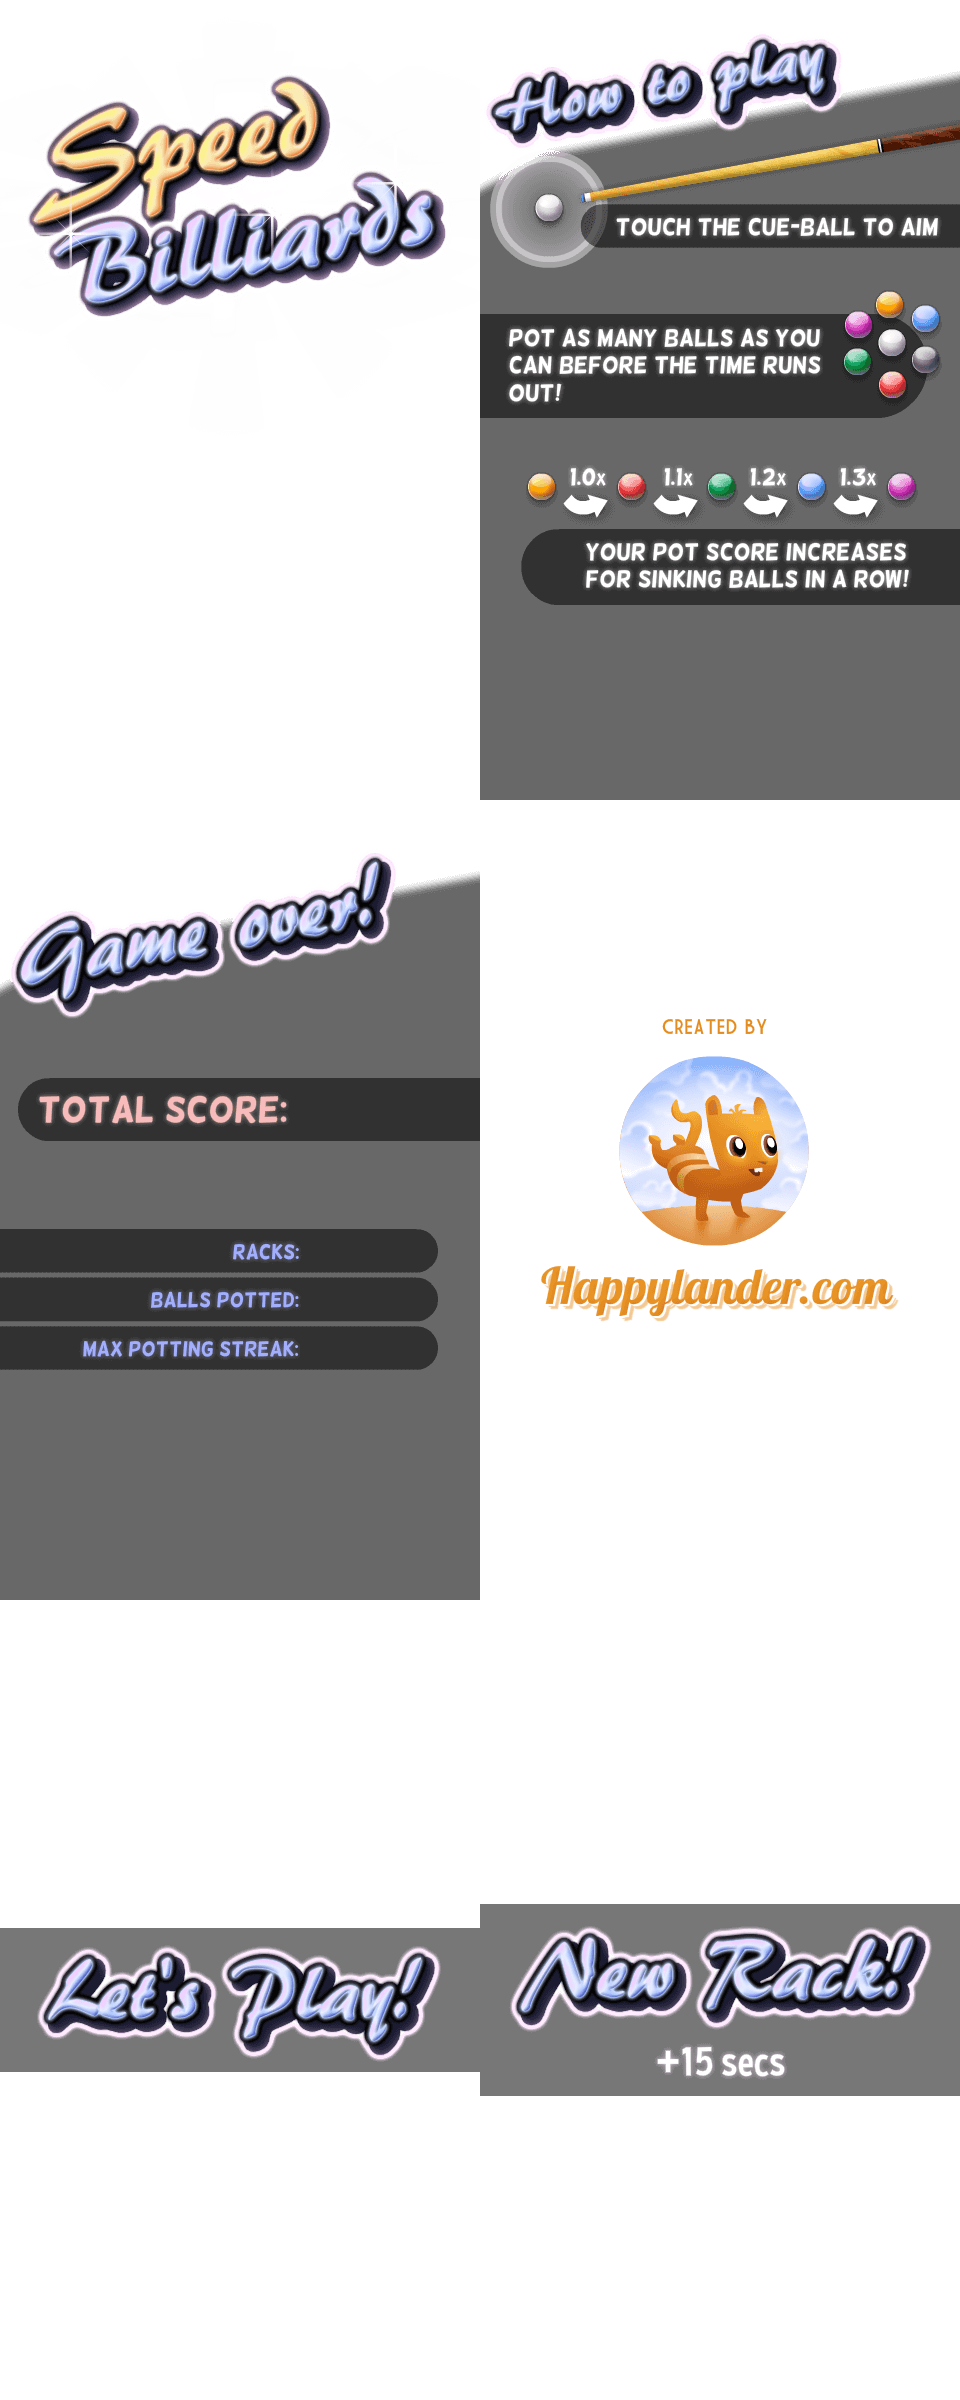 Speed
Billiards
How to play
TOUCH THE CUE-BALL TO AIM
POT AS MANY BALLS AS YOU
CAN BEFORE THE TIME RUNS
OUT!
1.0x 1.1x 1.2x 1.3x
YOUR POT SCORE INCREASES
FOR SINKING BALLS IN A ROW!
Game over!
TOTAL SCORE:
RACKS:
BALLS POTTED:
MAX POTTING STREAK:
CREATED BY
Happylander.com
Let's Play!
New Rack!
+15 secs